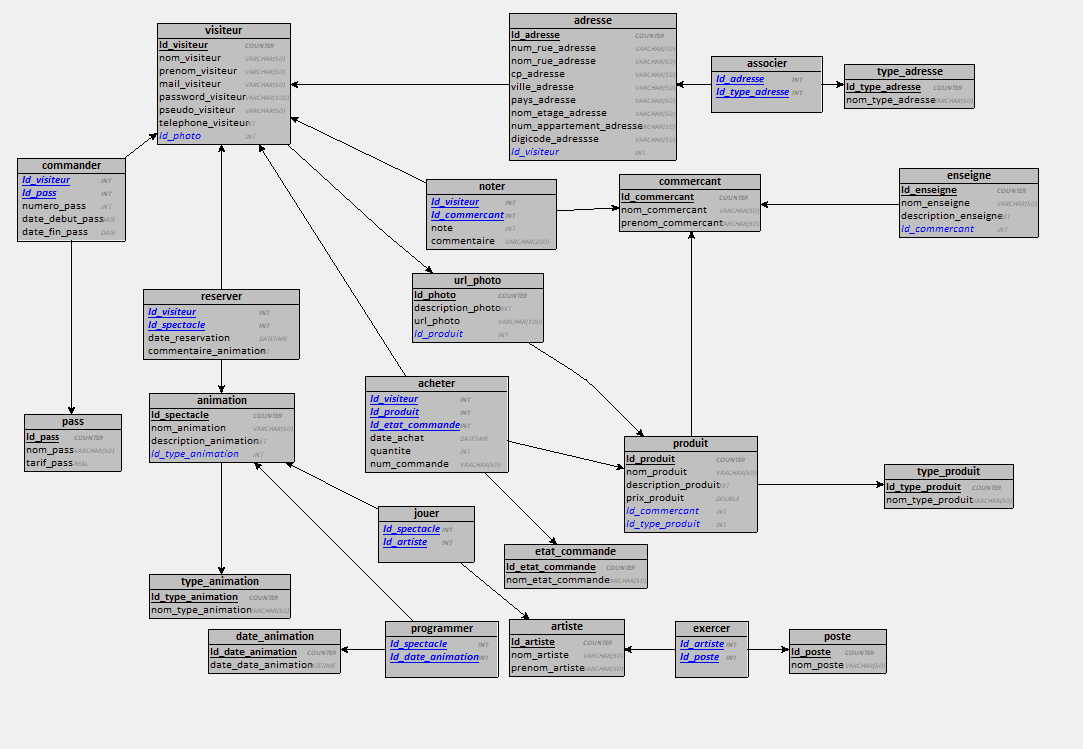 visiteur
Id_visiteur COUNTER
nom_visiteur VARCHAR(50)
prenom_visiteur VARCHAR(50)
mail_visiteur VARCHAR(50)
password_visiteur VARCHAR(100)
pseudo_visiteur VARCHAR(50)
telephone_visiteur
Id_photo INT
adresse
Id_adresse COUNTER
num_rue_adresse VARCHAR(10)
nom_rue_adresse VARCHAR(50)
cp_adresse VARCHAR(10)
ville_adresse VARCHAR(50)
pays_adresse VARCHAR(50)
nom_etage_adresse VARCHAR(50)
num_appartement_adresse VARCHAR(50)
digicode_adressse VARCHAR(50)
Id_visiteur INT
associer
Id_adresse INT
Id_type_adresse INT
type_adresse
Id_type_adresse COUNTER
nom_type_adresse VARCHAR(50)
commander
Id_visiteur INT
Id_pass INT
numero_pass INT
date_debut_pass DATE
date_fin_pass DATE
noter
Id_visiteur INT
Id_commercant INT
note INT
commentaire VARCHAR(200)
commercant
Id_commercant COUNTER
nom_commercant VARCHAR(50)
prenom_commercant VARCHAR(50)
enseigne
Id_enseigne COUNTER
nom_enseigne VARCHAR(50)
description_enseigne
Id_commercant INT
reserver
Id_visiteur INT
Id_spectacle INT
date_reservation DATETIME
commentaire_animation
url_photo
Id_photo COUNTER
description_photo
url_photo VARCHAR(100)
Id_produit INT
acheter
Id_visiteur INT
Id_produit INT
Id_etat_commande INT
date_achat DATETIME
quantite INT
num_commande VARCHAR(50)
animation
Id_spectacle COUNTER
nom_animation VARCHAR(50)
description_animation
Id_type_animation INT
pass
Id_pass COUNTER
nom_pass VARCHAR(50)
tarif_pass REAL
produit
Id_produit COUNTER
nom_produit VARCHAR(50)
description_produit
prix_produit DOUBLE
Id_commercant INT
Id_type_produit INT
type_produit
Id_type_produit COUNTER
nom_type_produit VARCHAR(50)
jouer
Id_spectacle INT
Id_artiste INT
etat_commande
Id_etat_commande COUNTER
nom_etat_commande VARCHAR(50)
type_animation
Id_type_animation COUNTER
nom_type_animation VARCHAR(50)
date_animation
Id_date_animation COUNTER
date_date_animation
programmer
Id_spectacle INT
Id_date_animation INT
artiste
Id_artiste COUNTER
nom_artiste VARCHAR(50)
prenom_artiste VARCHAR(50)
exercer
Id_artiste INT
Id_poste INT
poste
Id_poste COUNTER
nom_poste VARCHAR(50)